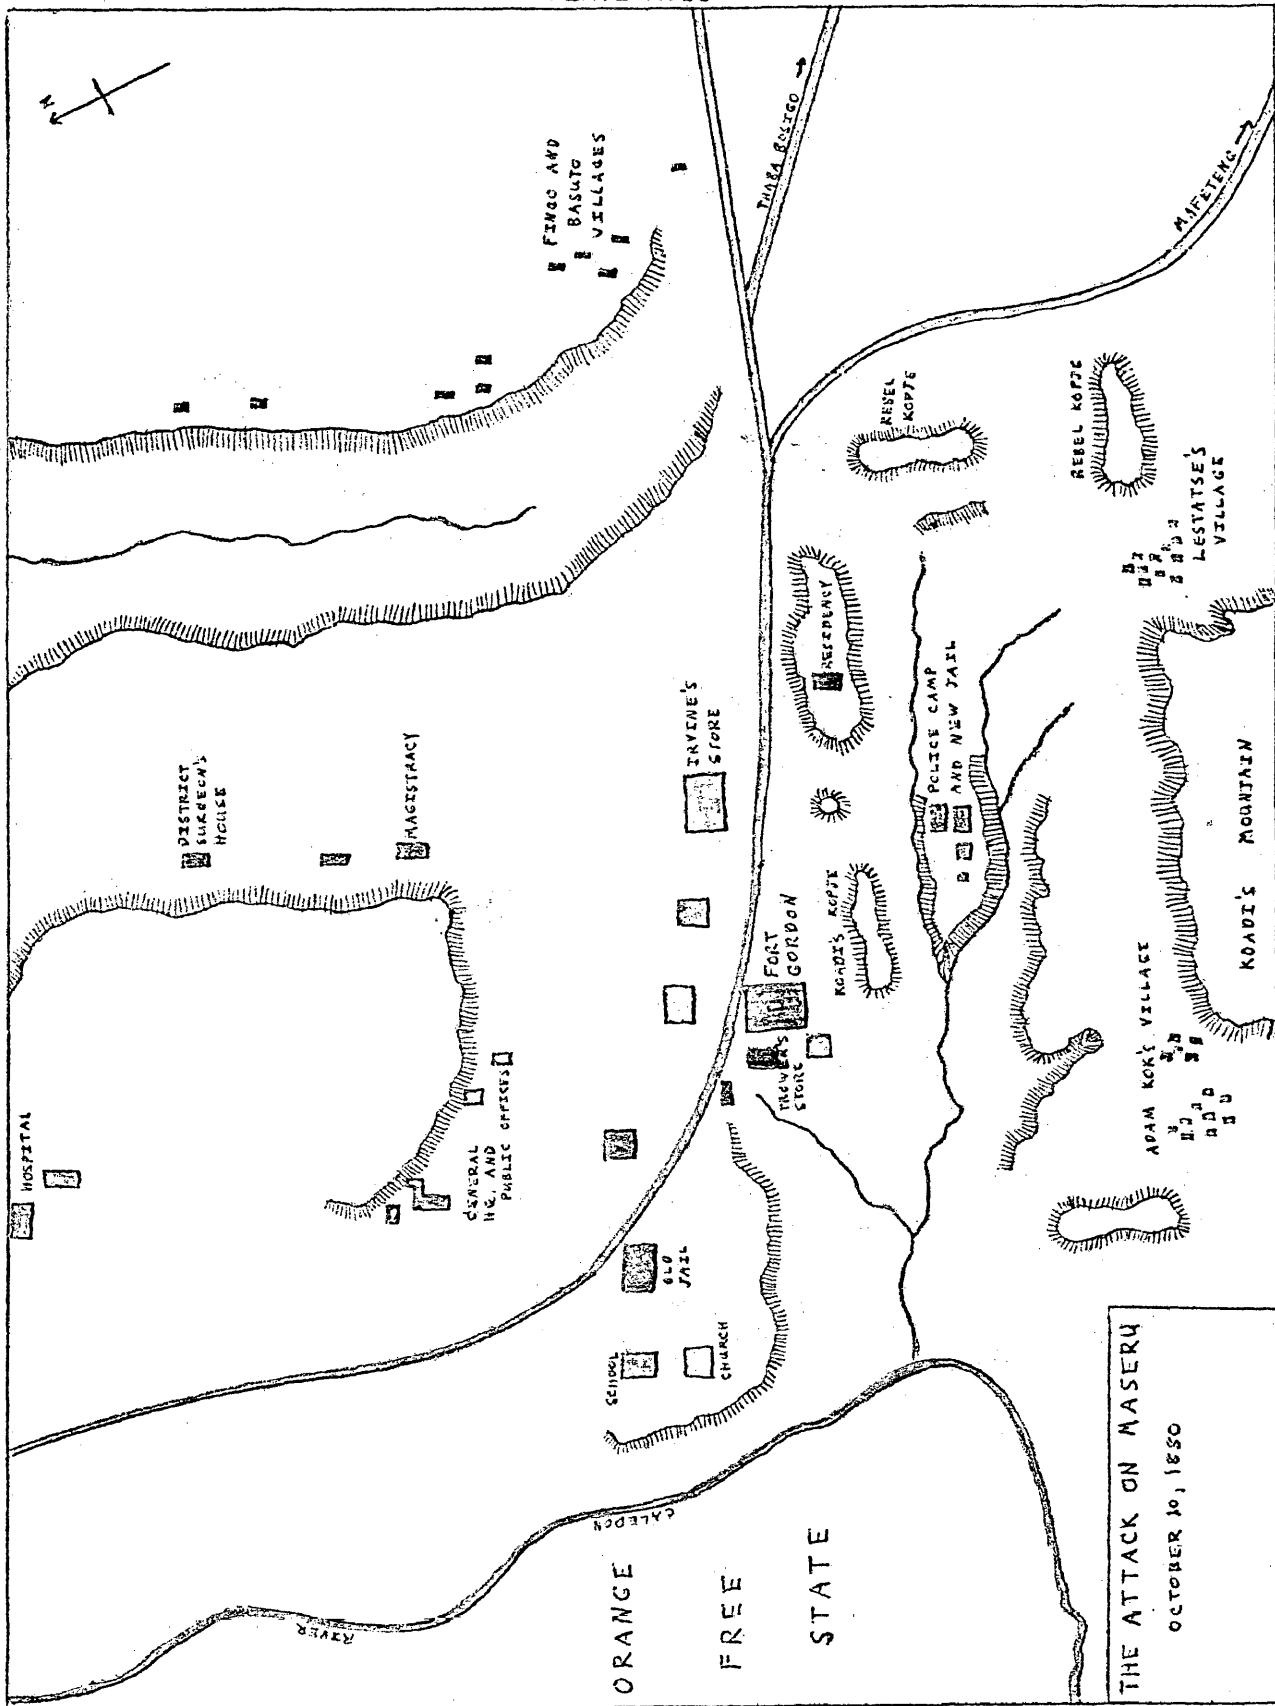 THE ATTACK ON MASERU
OCTOBER 10, 1880
ORANGE
FREE
STATE
RIVER
CALEDON
HOSPITAL
SCHOOL
CHURCH
OLD
JAIL
GENERAL
HQ. AND
PUBLIC OFFICES
TROWER'S
STORE
FORT
GORDON
KOADI'S KOPJE
ADAM KOK'S VILLAGE
KOADI'S MOUNTAIN
DISTRICT
SURGEON'S
HOUSE
MAGISTRACY
IRVINE'S
STORE
RESIDENCY
POLICE CAMP
AND NEW JAIL
LESTATSE'S
VILLAGE
REBEL
KOPJE
REBEL KOPJE
FINGO AND
BASUTO
VILLAGES
THABA BOSIGO →
MAFETENG →
N